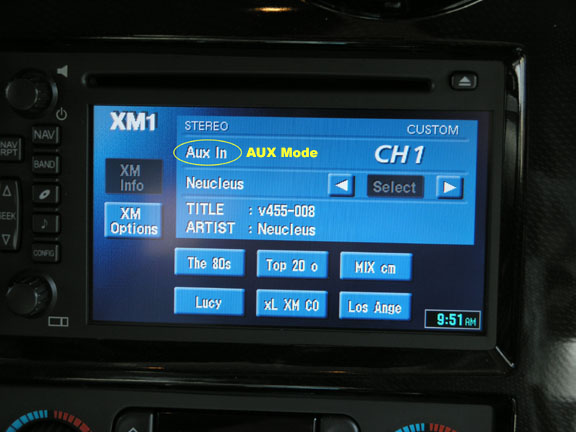 XM1
STEREO
CUSTOM
Aux In
AUX Mode
CH 1
XM
Info
Neucleus
Select
XM
Options
TITLE : v455-008
ARTIST : Neucleus
The 80s
Top 20 o
MIX cm
Lucy
xL XM CO
Los Ange
9:51 AM
NAV
NAV
RPT
BAND
SEEK
CONFIG